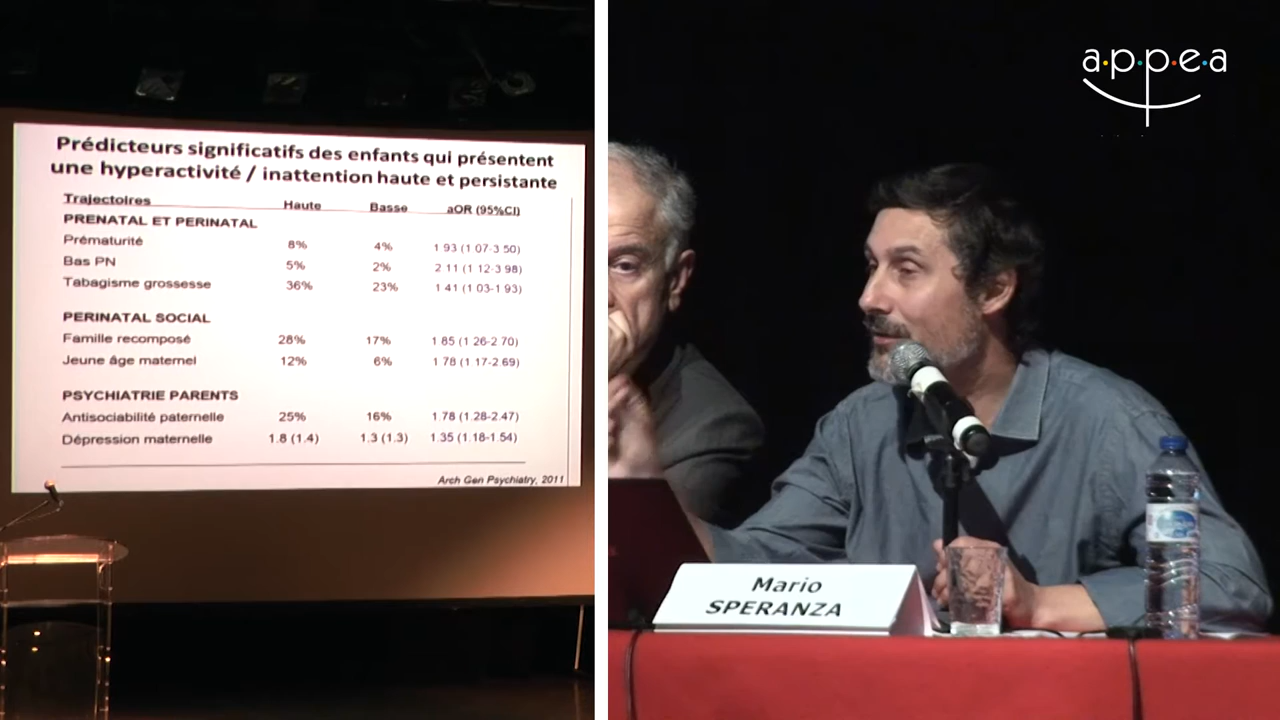 Prédicteurs significatifs des enfants qui présentent
une hyperactivité / inattention haute et persistante
Trajectoires Haute Basse aOR (95%CI)
PRENATAL ET PERINATAL
Prématurité 8% 4% 1 93 (1 07-3 50)
Bas PN 5% 2% 2 11 (1 12-3 98)
Tabagisme grossesse 36% 23% 1 41 (1 03-1 93)
PERINATAL SOCIAL
Famille recomposé 28% 17% 1 85 (1 26-2 70)
Jeune âge maternel 12% 6% 1 78 (1 17-2.69)
PSYCHIATRIE PARENTS
Antisociabilité paternelle 25% 16% 1.78 (1.28-2.47)
Dépression maternelle 1.8 (1.4) 1.3 (1.3) 1.35 (1.18-1.54)
Arch Gen Psychiatry, 2011
a·p·p·e·a
Mario
SPERANZA